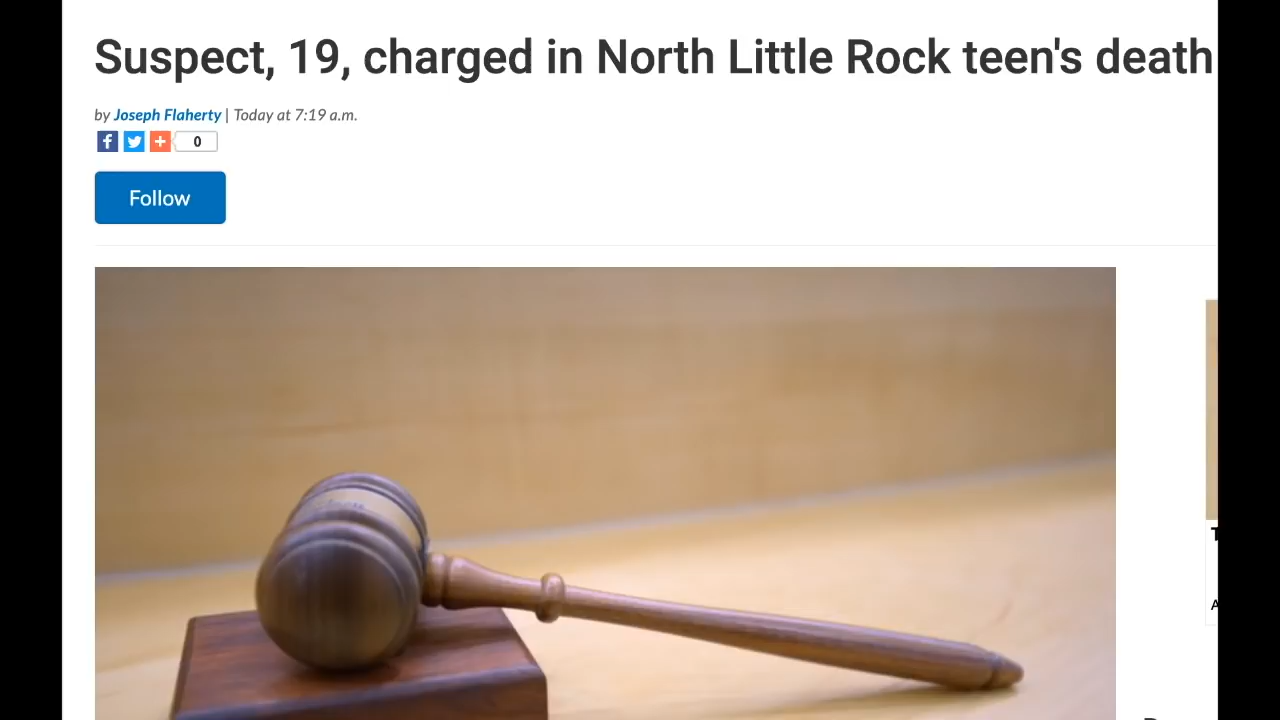 Suspect, 19, charged in North Little Rock teen's death
by Joseph Flaherty | Today at 7:19 a.m.
0
Follow
T
A